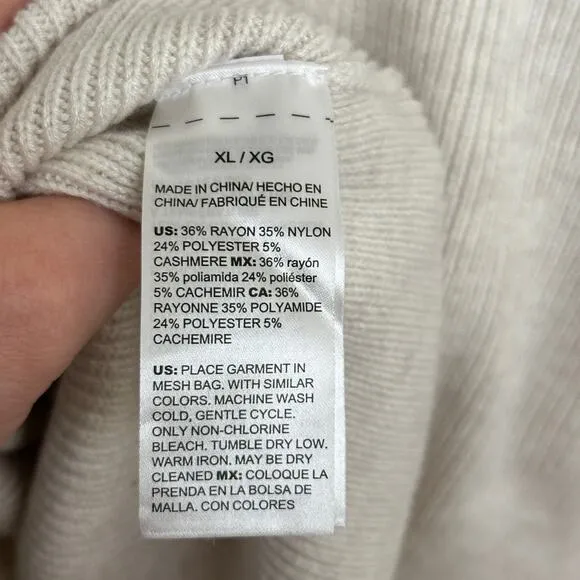 P1
XL / XG
MADE IN CHINA/ HECHO EN
CHINA/ FABRIQUÉ EN CHINE
US: 36% RAYON 35% NYLON
24% POLYESTER 5%
CASHMERE MX: 36% rayón
35% poliamida 24% poliéster
5% CACHEMIR CA: 36%
RAYONNE 35% POLYAMIDE
24% POLYESTER 5%
CACHEMIRE
US: PLACE GARMENT IN
MESH BAG. WITH SIMILAR
COLORS. MACHINE WASH
COLD, GENTLE CYCLE.
ONLY NON-CHLORINE
BLEACH. TUMBLE DRY LOW.
WARM IRON. MAY BE DRY
CLEANED MX: COLOQUE LA
PRENDA EN LA BOLSA DE
MALLA. CON COLORES